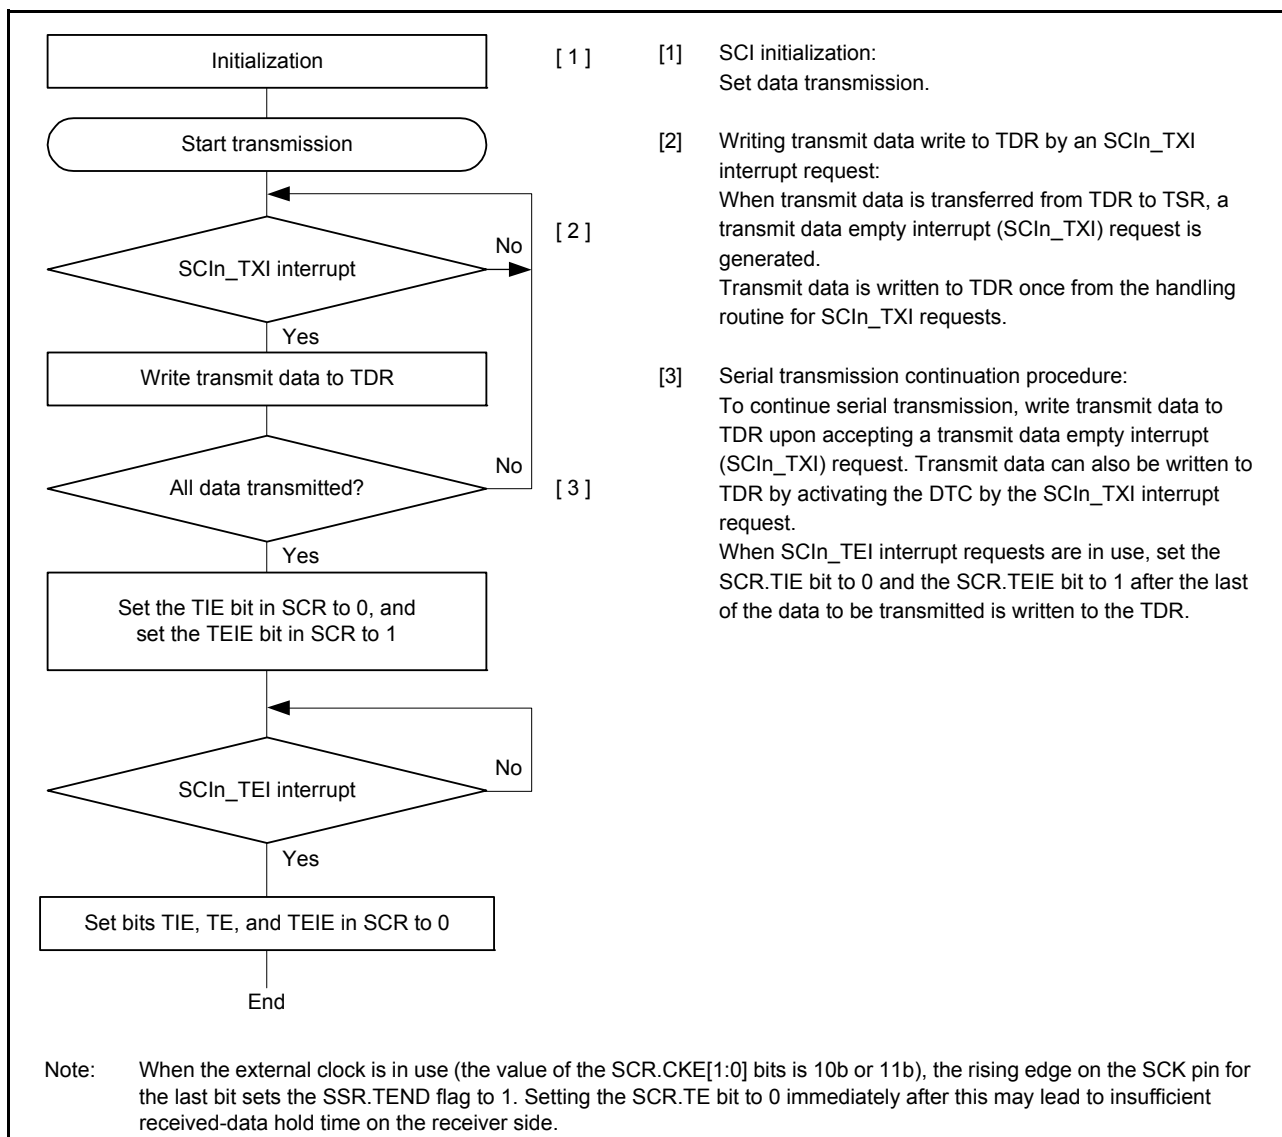 Initialization
[ 1 ]
Start transmission
[ 2 ]
No
SCIn_TXI interrupt
Yes
Write transmit data to TDR
No
All data transmitted?
[ 3 ]
Yes
Set the TIE bit in SCR to 0, and
set the TEIE bit in SCR to 1
No
SCIn_TEI interrupt
Yes
Set bits TIE, TE, and TEIE in SCR to 0
End
[1] SCI initialization:
Set data transmission.
[2] Writing transmit data write to TDR by an SCIn_TXI
interrupt request:
When transmit data is transferred from TDR to TSR, a
transmit data empty interrupt (SCIn_TXI) request is
generated.
Transmit data is written to TDR once from the handling
routine for SCIn_TXI requests.
[3] Serial transmission continuation procedure:
To continue serial transmission, write transmit data to
TDR upon accepting a transmit data empty interrupt
(SCIn_TXI) request. Transmit data can also be written to
TDR by activating the DTC by the SCIn_TXI interrupt
request.
When SCIn_TEI interrupt requests are in use, set the
SCR.TIE bit to 0 and the SCR.TEIE bit to 1 after the last
of the data to be transmitted is written to the TDR.
Note: When the external clock is in use (the value of the SCR.CKE[1:0] bits is 10b or 11b), the rising edge on the SCK pin for
the last bit sets the SSR.TEND flag to 1. Setting the SCR.TE bit to 0 immediately after this may lead to insufficient
received-data hold time on the receiver side.